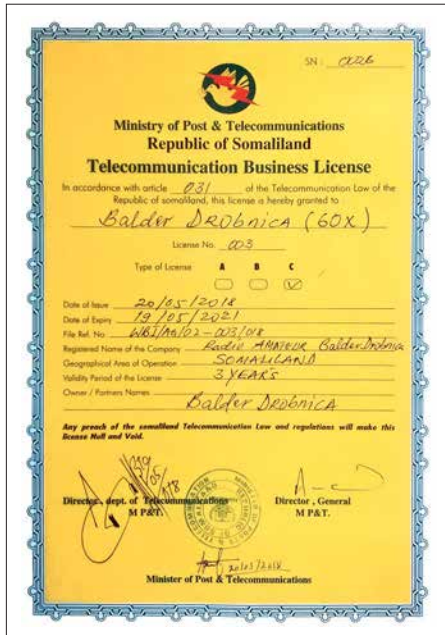 SN : 0026
Ministry of Post & Telecommunications
Republic of Somaliland
Telecommunication Business License
In accordance with article 031 of the Telecommunication Law of the
Republic of somaliland, this license is hereby granted to
Balder DROBNICA (6OX)
License No. 003
Type of License A B C
Date of Issue 20/05/2018
Date of Expiry 19/05/2021
File Ref. No WBI/AG/02-003/018
Registered Name of the Company Radio AMATEUR Balder Drobnica
Geographical Area of Operation SOMALILAND
Validity Period of the License 3 YEAR'S
Owner / Partners Names
Balder DROBNICA
Any preach of the somaliland Telecommunication Law and regulations will make this
license Null and Void.
Director, dept. of Telecommunications
M P&T.
Director , General
M P&T.
Minister of Post & Telecommunications